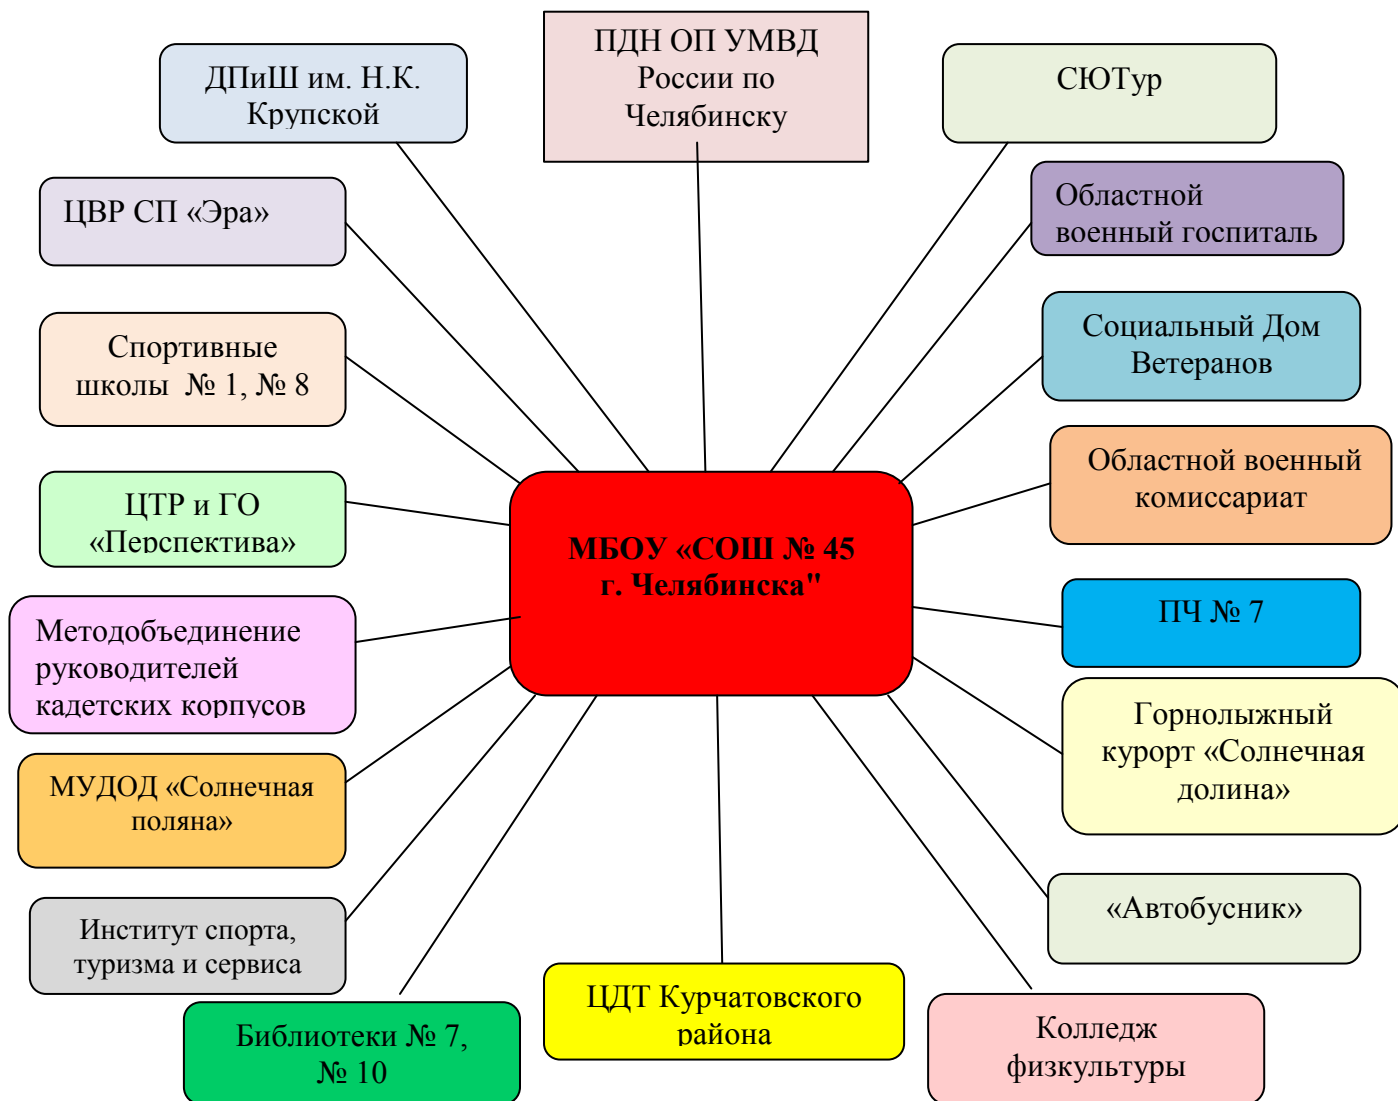 ДПиШ им. Н.К.
Крупской
ПДН ОП УМВД
России по
Челябинску
СЮТур
ЦВР СП «Эра»
Областной
военный госпиталь
Спортивные
школы № 1, № 8
Социальный Дом
Ветеранов
ЦТР и ГО
«Перспектива»
МБОУ «СОШ № 45
г. Челябинска"
Областной военный
комиссариат
Методобъединение
руководителей
кадетских корпусов
ПЧ № 7
МУДОД «Солнечная
поляна»
Горнолыжный
курорт «Солнечная
долина»
Институт спорта,
туризма и сервиса
«Автобусник»
Библиотеки № 7,
№ 10
ЦДТ Курчатовского
района
Колледж
физкультуры